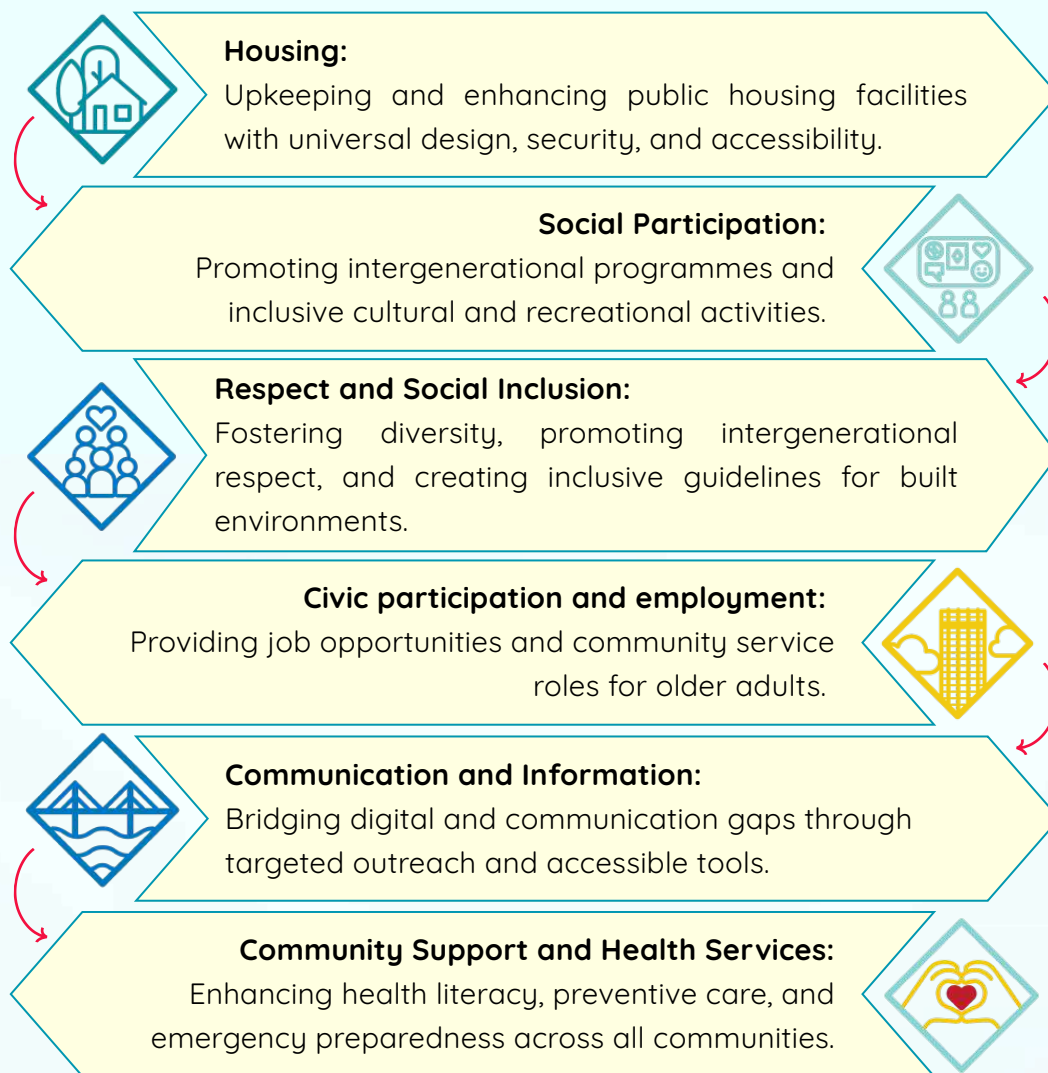 Housing:
Upkeeping and enhancing public housing facilities
with universal design, security, and accessibility.
Social Participation:
Promoting intergenerational programmes and
inclusive cultural and recreational activities.
Respect and Social Inclusion:
Fostering diversity, promoting intergenerational
respect, and creating inclusive guidelines for built
environments.
Civic participation and employment:
Providing job opportunities and community service
roles for older adults.
Communication and Information:
Bridging digital and communication gaps through
targeted outreach and accessible tools.
Community Support and Health Services:
Enhancing health literacy, preventive care, and
emergency preparedness across all communities.